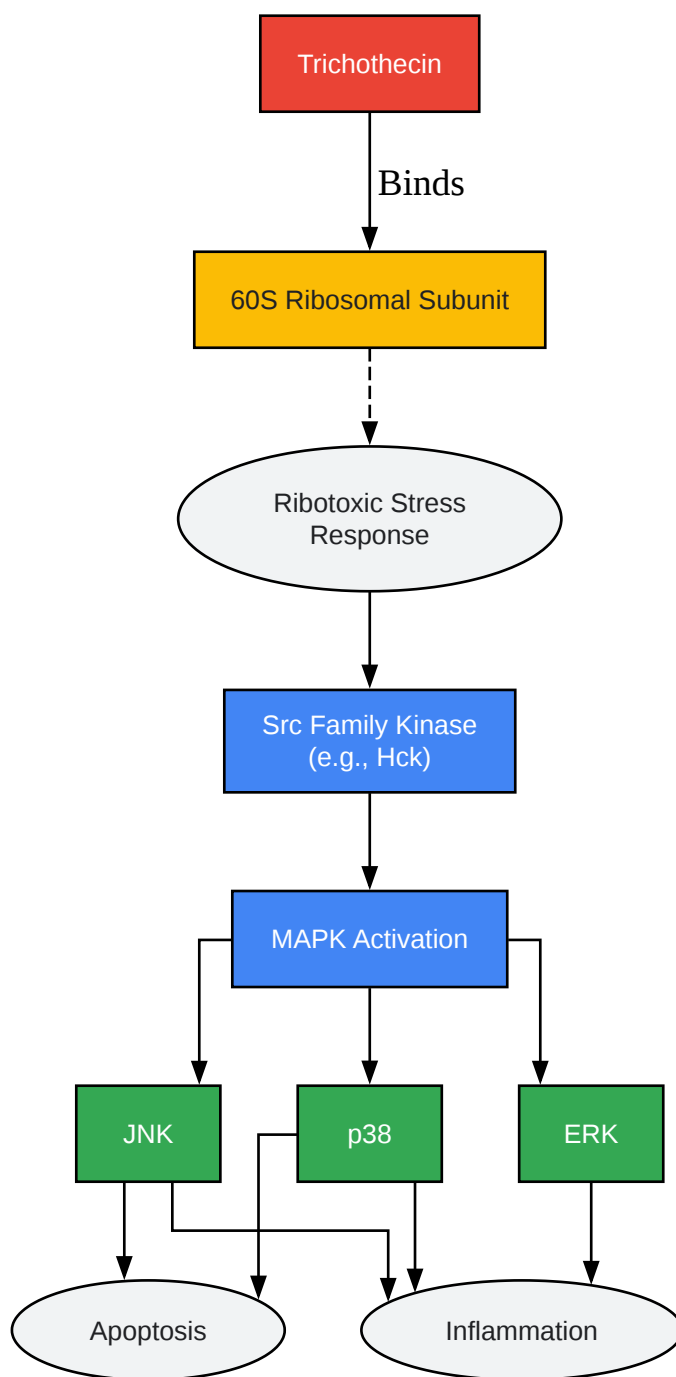 Trichothecin
Binds
60S Ribosomal Subunit
Ribotoxic Stress
Response
Src Family Kinase
(e.g., Hck)
MAPK Activation
JNK
p38
ERK
Apoptosis
Inflammation